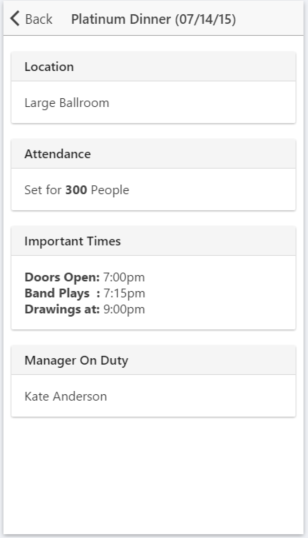 Back Platinum Dinner (07/14/15)
Location
Large Ballroom
Attendance
Set for 300 People
Important Times
Doors Open: 7:00pm
Band Plays : 7:15pm
Drawings at: 9:00pm
Manager On Duty
Kate Anderson